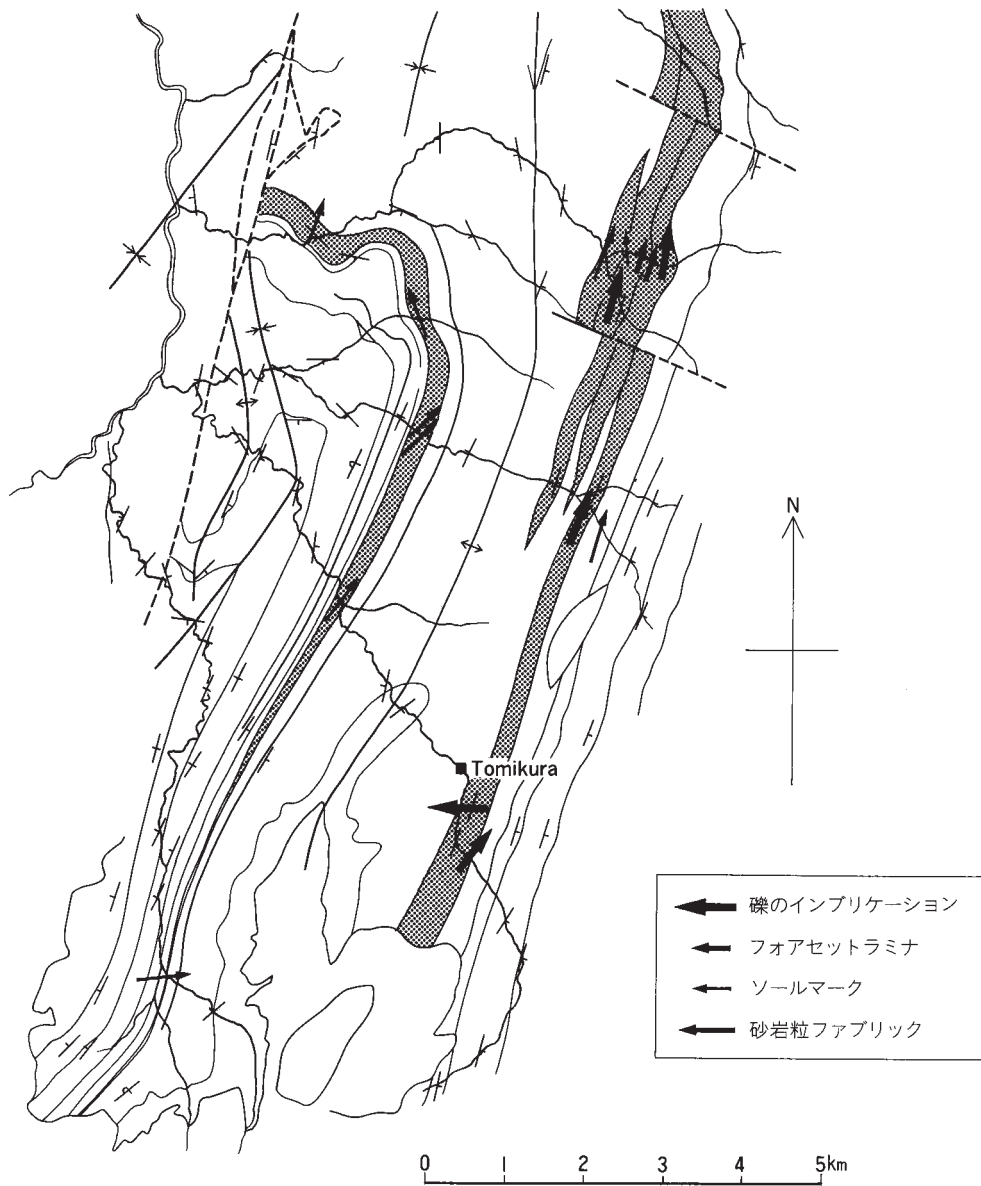 N
Tomikura
礫のインブリケーション
フォアセットラミナ
ソールマーク
砂岩粒ファブリック
0 1 2 3 4 5km